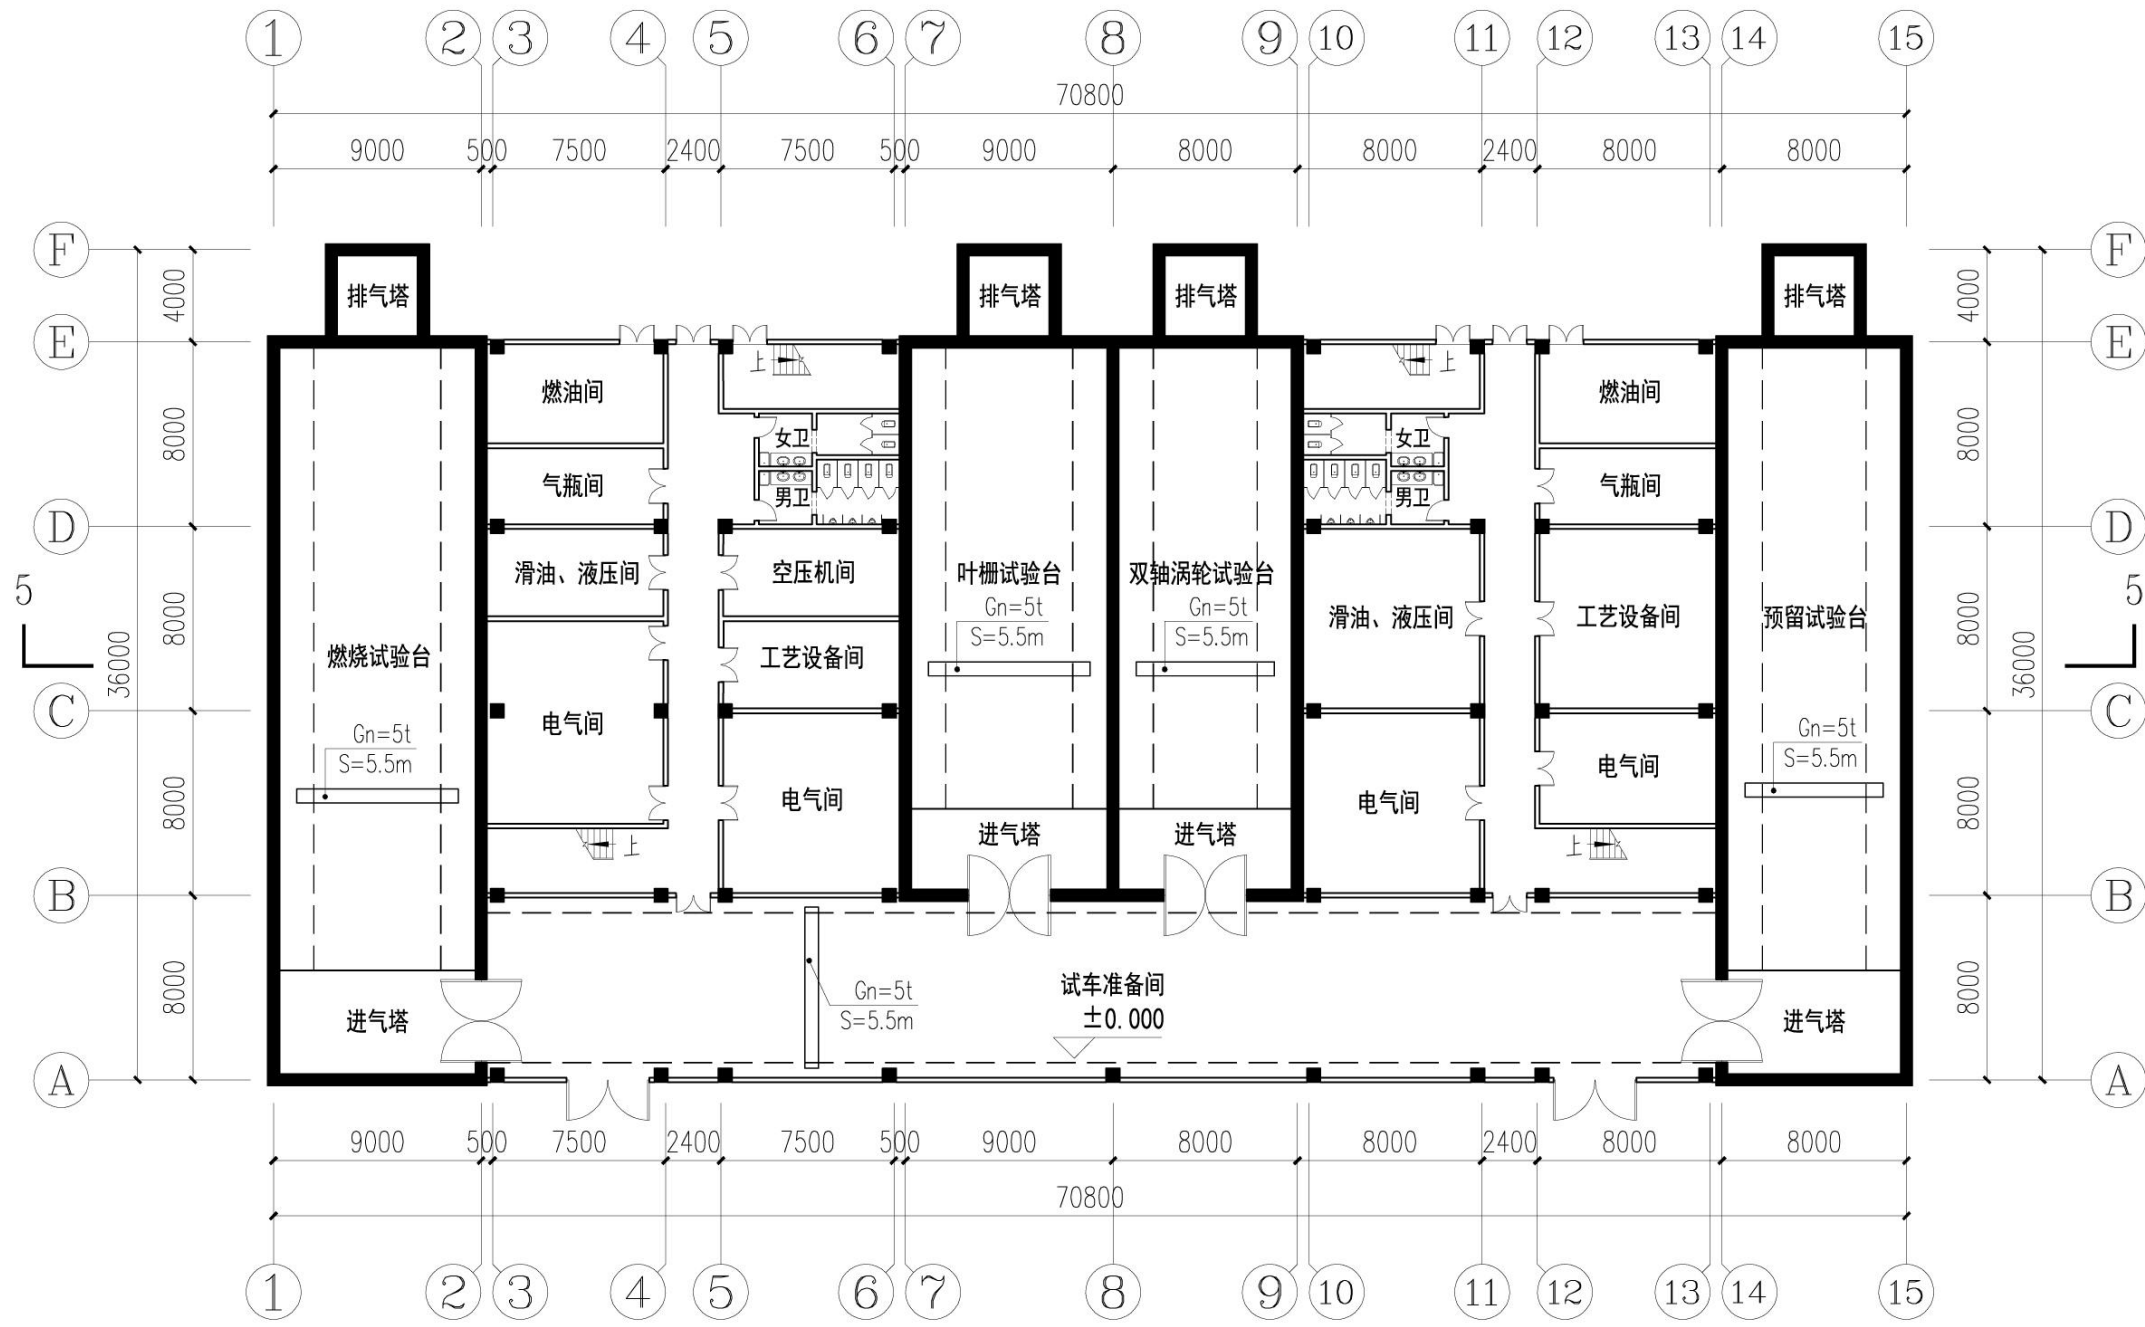 1 2 3 4 5 6 7 8 9 10 11 12 13 14 15
70800
9000 500 7500 2400 7500 500 9000 8000 8000 2400 8000 8000
F F
4000 4000
排气塔 排气塔 排气塔 排气塔
E E
上 上
燃油间 燃油间
8000 8000
女卫 女卫
气瓶间 气瓶间
男卫 男卫
D D
滑油、液压间 空压机间 叶栅试验台 双轴涡轮试验台
5 5
Gn=5t Gn=5t
S=5.5m S=5.5m
8000 滑油、液压间 工艺设备间 预留试验台 8000
36000 燃烧试验台 工艺设备间 36000
C C
电气间
Gn=5t Gn=5t
S=5.5m S=5.5m
电气间
8000 电气间 电气间 8000
上 进气塔 进气塔 上
B B
8000 8000
试车准备间
Gn=5t
S=5.5m
±0.000
进气塔 进气塔
A A
9000 500 7500 2400 7500 500 9000 8000 8000 2400 8000 8000
70800
1 2 3 4 5 6 7 8 9 10 11 12 13 14 15